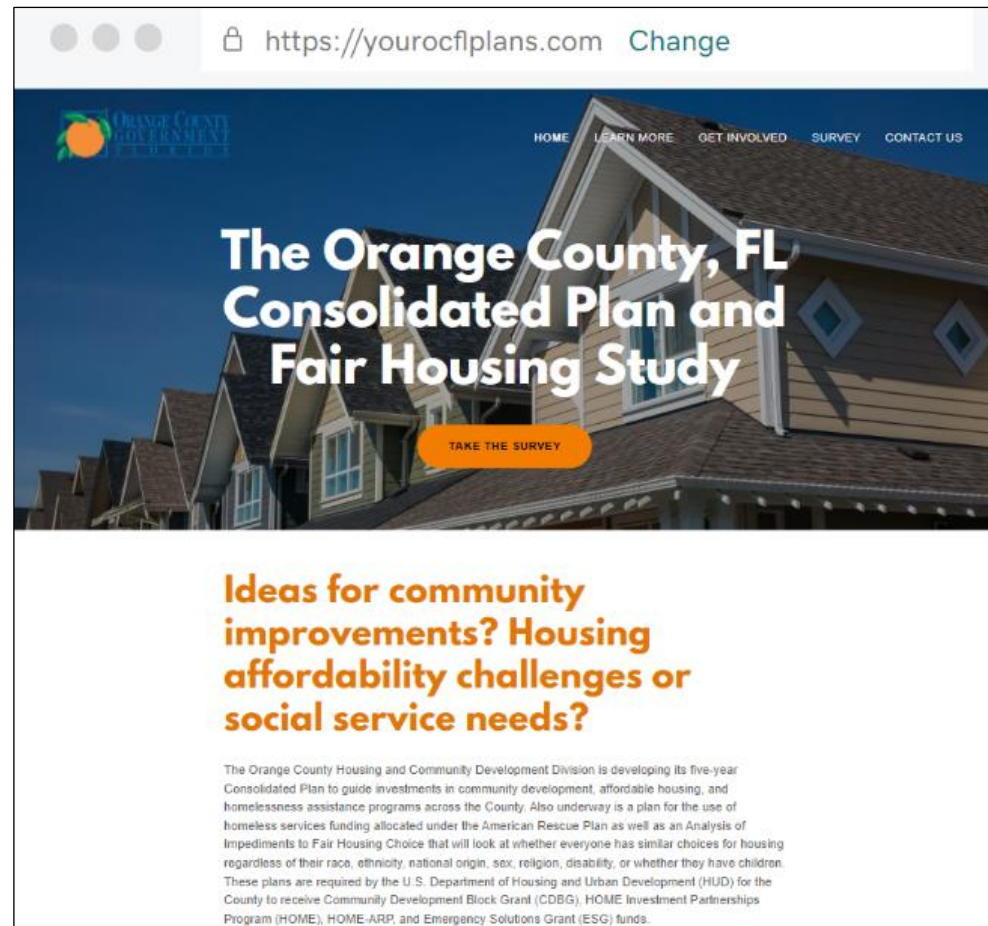 https://yourocflplans.com Change
ORANGE COUNTY
GOVERNMENT
FLORIDA
HOME LEARN MORE GET INVOLVED SURVEY CONTACT US
The Orange County, FL
Consolidated Plan and
Fair Housing Study
TAKE THE SURVEY
Ideas for community
improvements? Housing
affordability challenges or
social service needs?
The Orange County Housing and Community Development Division is developing its five-year
Consolidated Plan to guide investments in community development, affordable housing, and
homelessness assistance programs across the County. Also underway is a plan for the use of
homeless services funding allocated under the American Rescue Plan as well as an Analysis of
Impediments to Fair Housing Choice that will look at whether everyone has similar choices for housing
regardless of their race, ethnicity, national origin, sex, religion, disability, or whether they have children.
These plans are required by the U.S. Department of Housing and Urban Development (HUD) for the
County to receive Community Development Block Grant (CDBG), HOME Investment Partnerships
Program (HOME), HOME-ARP, and Emergency Solutions Grant (ESG) funds.